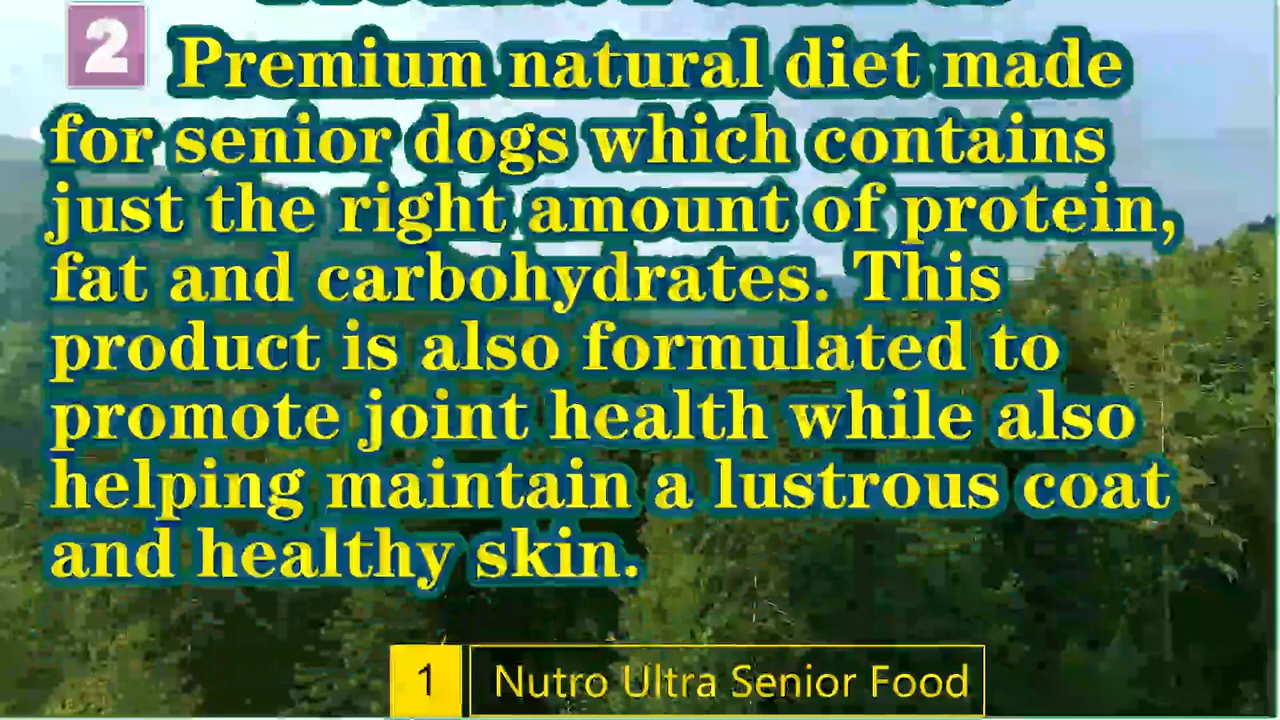 2
Premium natural diet made
for senior dogs which contains
just the right amount of protein,
fat and carbohydrates. This
product is also formulated to
promote joint health while also
helping maintain a lustrous coat
and healthy skin.
1
Nutro Ultra Senior Food